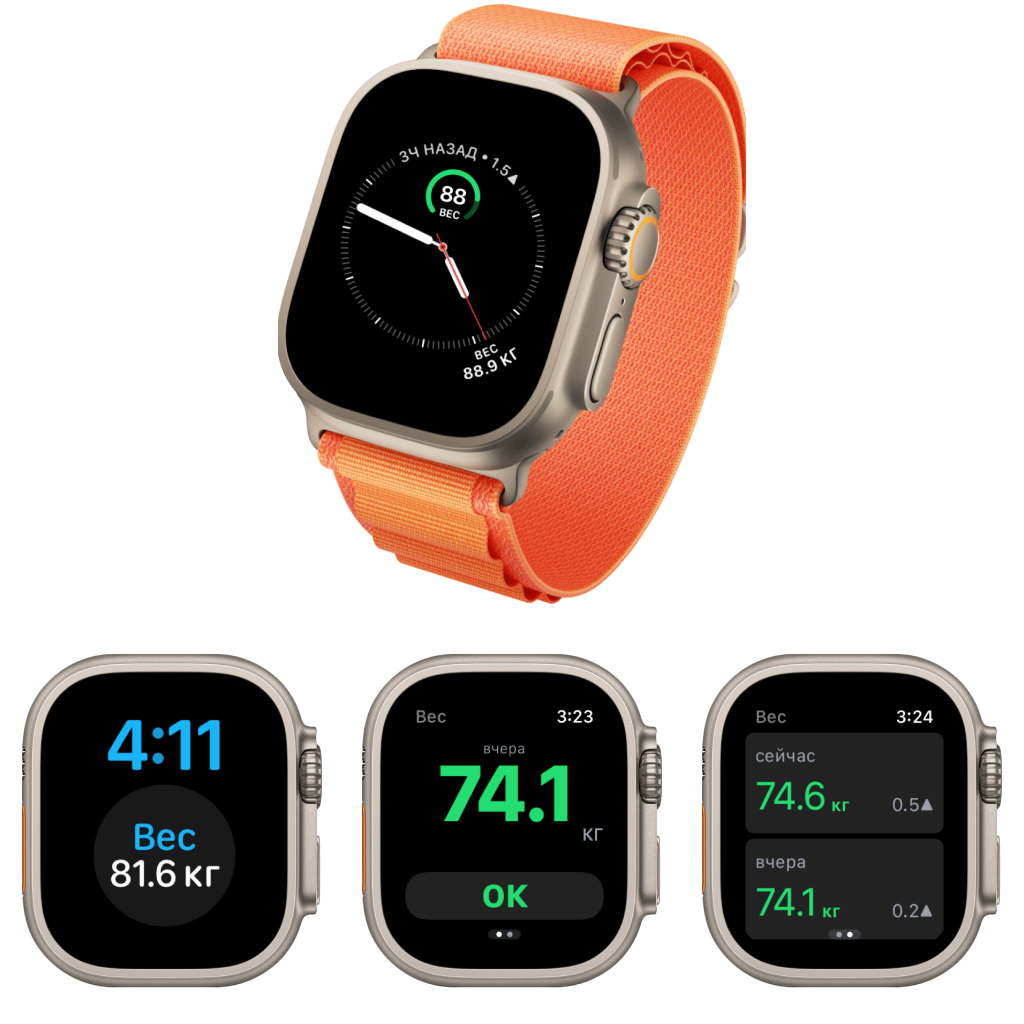 3Ч НАЗАД • 1.5▲
88
ВЕС
ВЕС
88.9 КГ
4:11
Вес
81.6 кг
Вес 3:23
вчера
74.1
кг
OK
Вес 3:24
сейчас
74.6 кг 0.5▲
вчера
74.1 кг 0.2▲